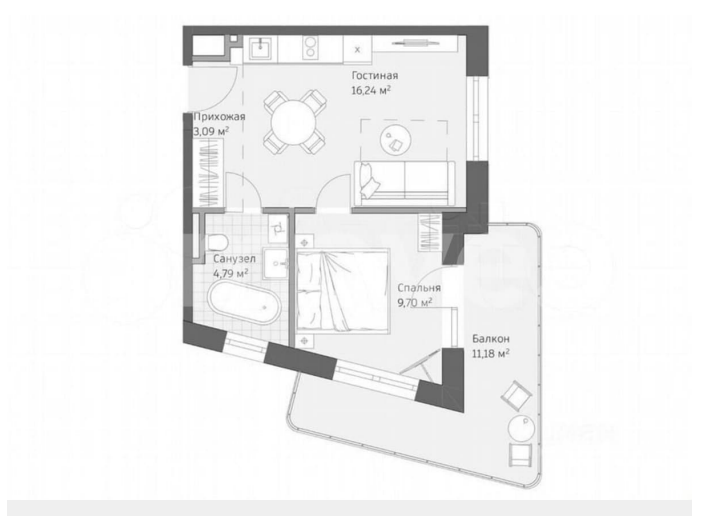 Гостиная
16,24 м²
Прихожая
3,09 м²
х
Санузел
4,79 м²
Спальня
9,70 м²
Балкон
11,18 м²